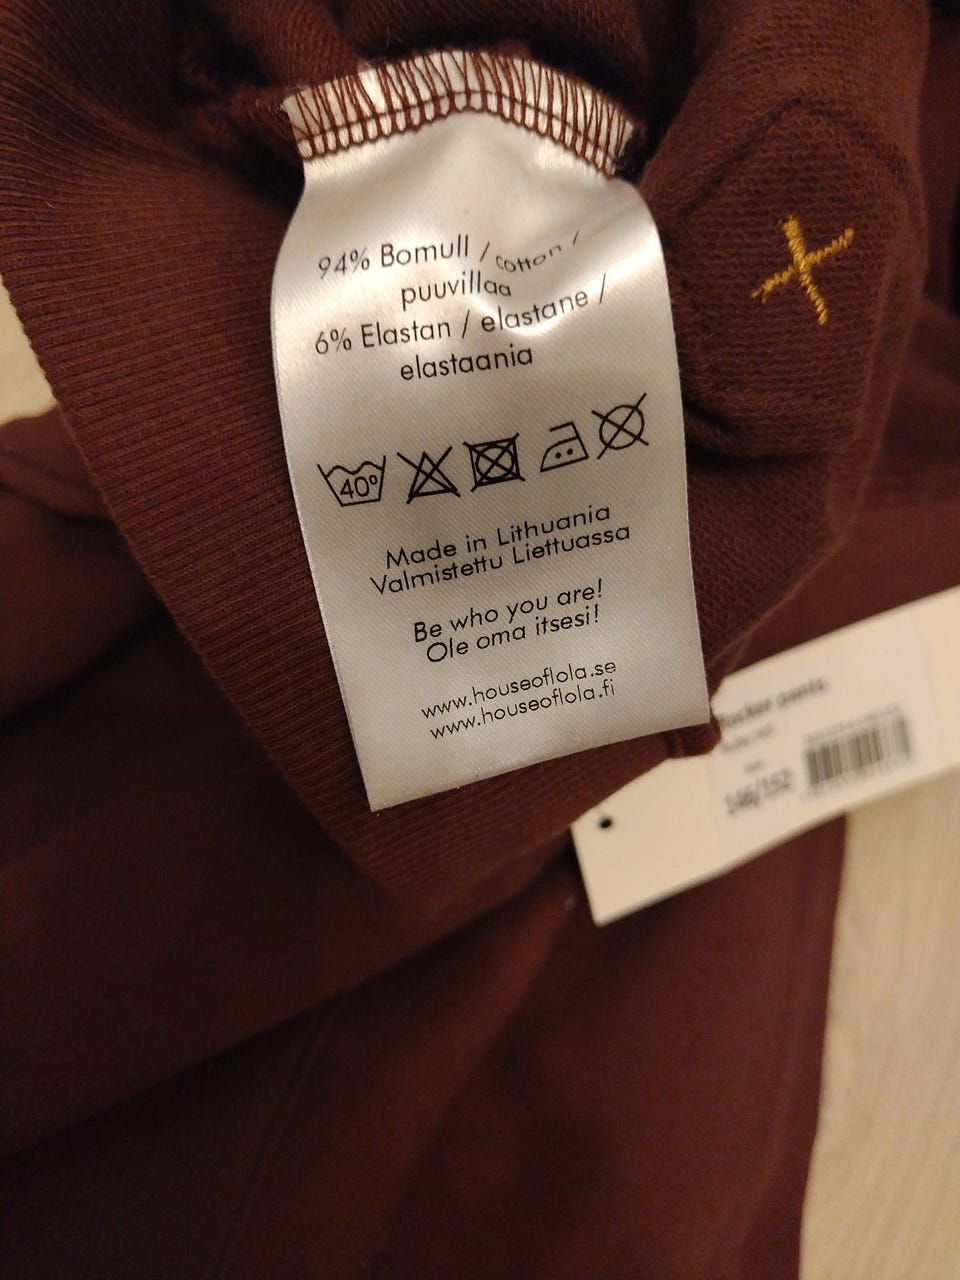 94% Bomull / cotton /
puuvillaa
6% Elastan / elastane /
elastaania
40°
Made in Lithuania
Valmistettu Liettuassa
Be who you are!
Ole oma itsesi!
www.houseoflola.se
www.houseoflola.fi
pants
146/152